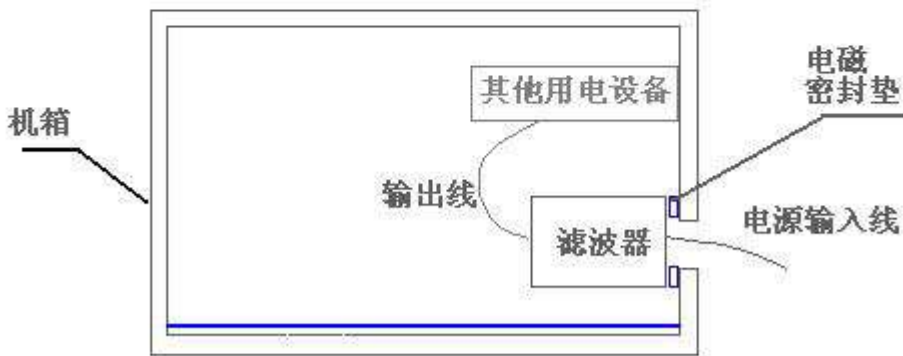 电磁
密封垫
其他用电设备
机箱
输出线
电源输入线
滤波器